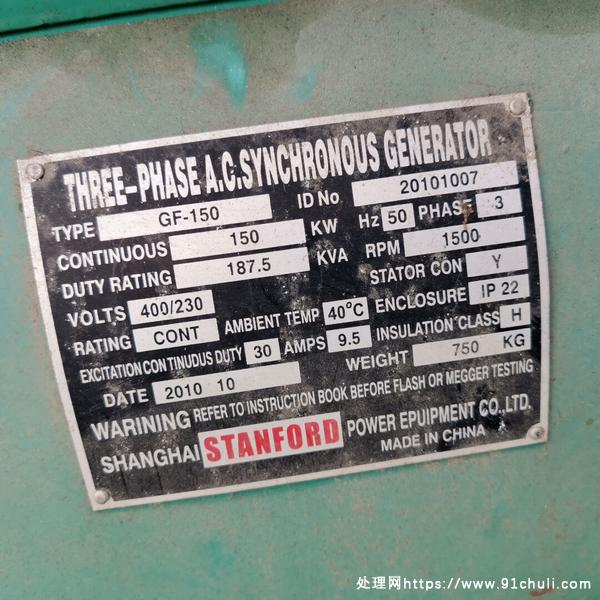 THREE-PHASE A.C.SYNCHRONOUS GENERATOR
TYPE GF-150 ID No 20101007
CONTINUOUS 150 KW Hz 50 PHASE 3
DUTY RATING 187.5 KVA RPM 1500
VOLTS 400/230 STATOR CON Y
RATING CONT AMBIENT TEMP 40°C ENCLOSURE IP 22
EXCITATION CONTINUDUS DUTY 30 AMPS 9.5 INSULATION CLASS H
DATE 2010 10 WEIGHT 750 KG
WARINING REFER TO INSTRUCTION BOOK BEFORE FLASH OR MEGGER TESTING
SHANGHAI STANFORD POWER EPUIPMENT CO.,LTD.
MADE IN CHINA
处理网https://www.91chuli.com/